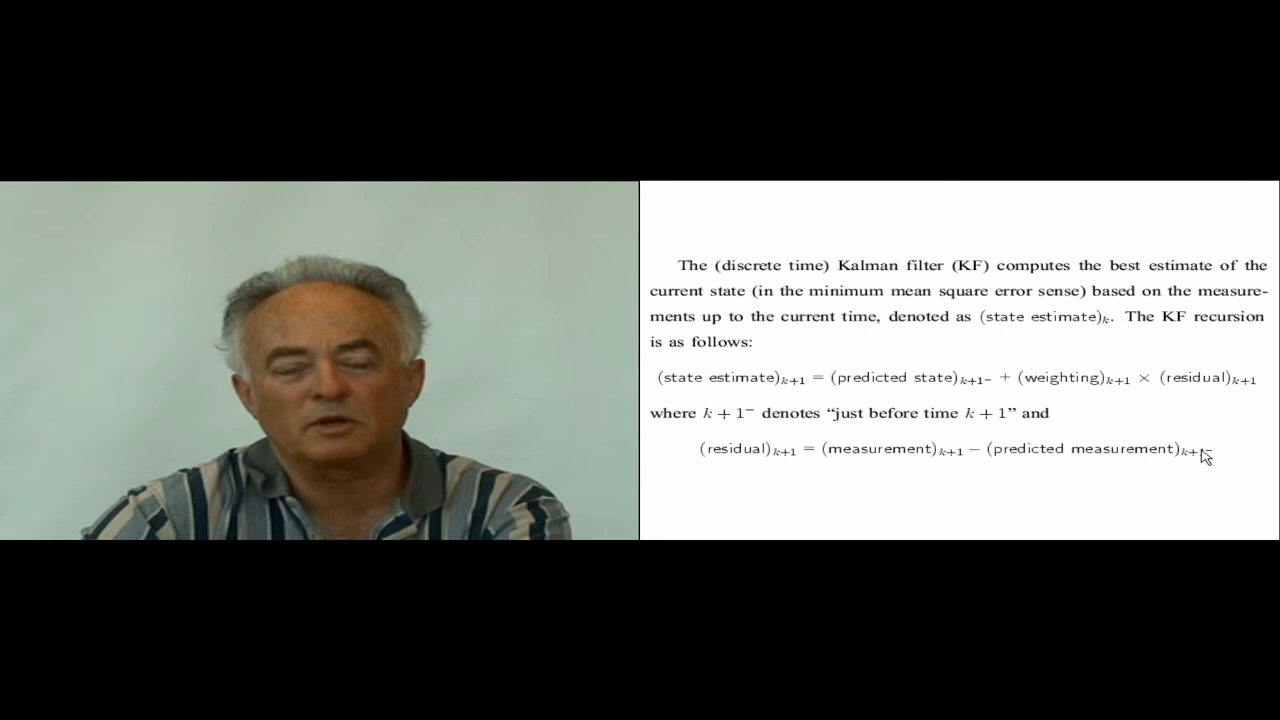 The (discrete time) Kalman filter (KF) computes the best estimate of the
current state (in the minimum mean square error sense) based on the measure-
ments up to the current time, denoted as (state estimate)ₖ. The KF recursion
is as follows:
(state estimate)ₖ₊₁ = (predicted state)ₖ₊₁₋ + (weighting)ₖ₊₁ × (residual)ₖ₊₁
where k + 1⁻ denotes “just before time k + 1” and
(residual)ₖ₊₁ = (measurement)ₖ₊₁ − (predicted measurement)ₖ₊₁₋